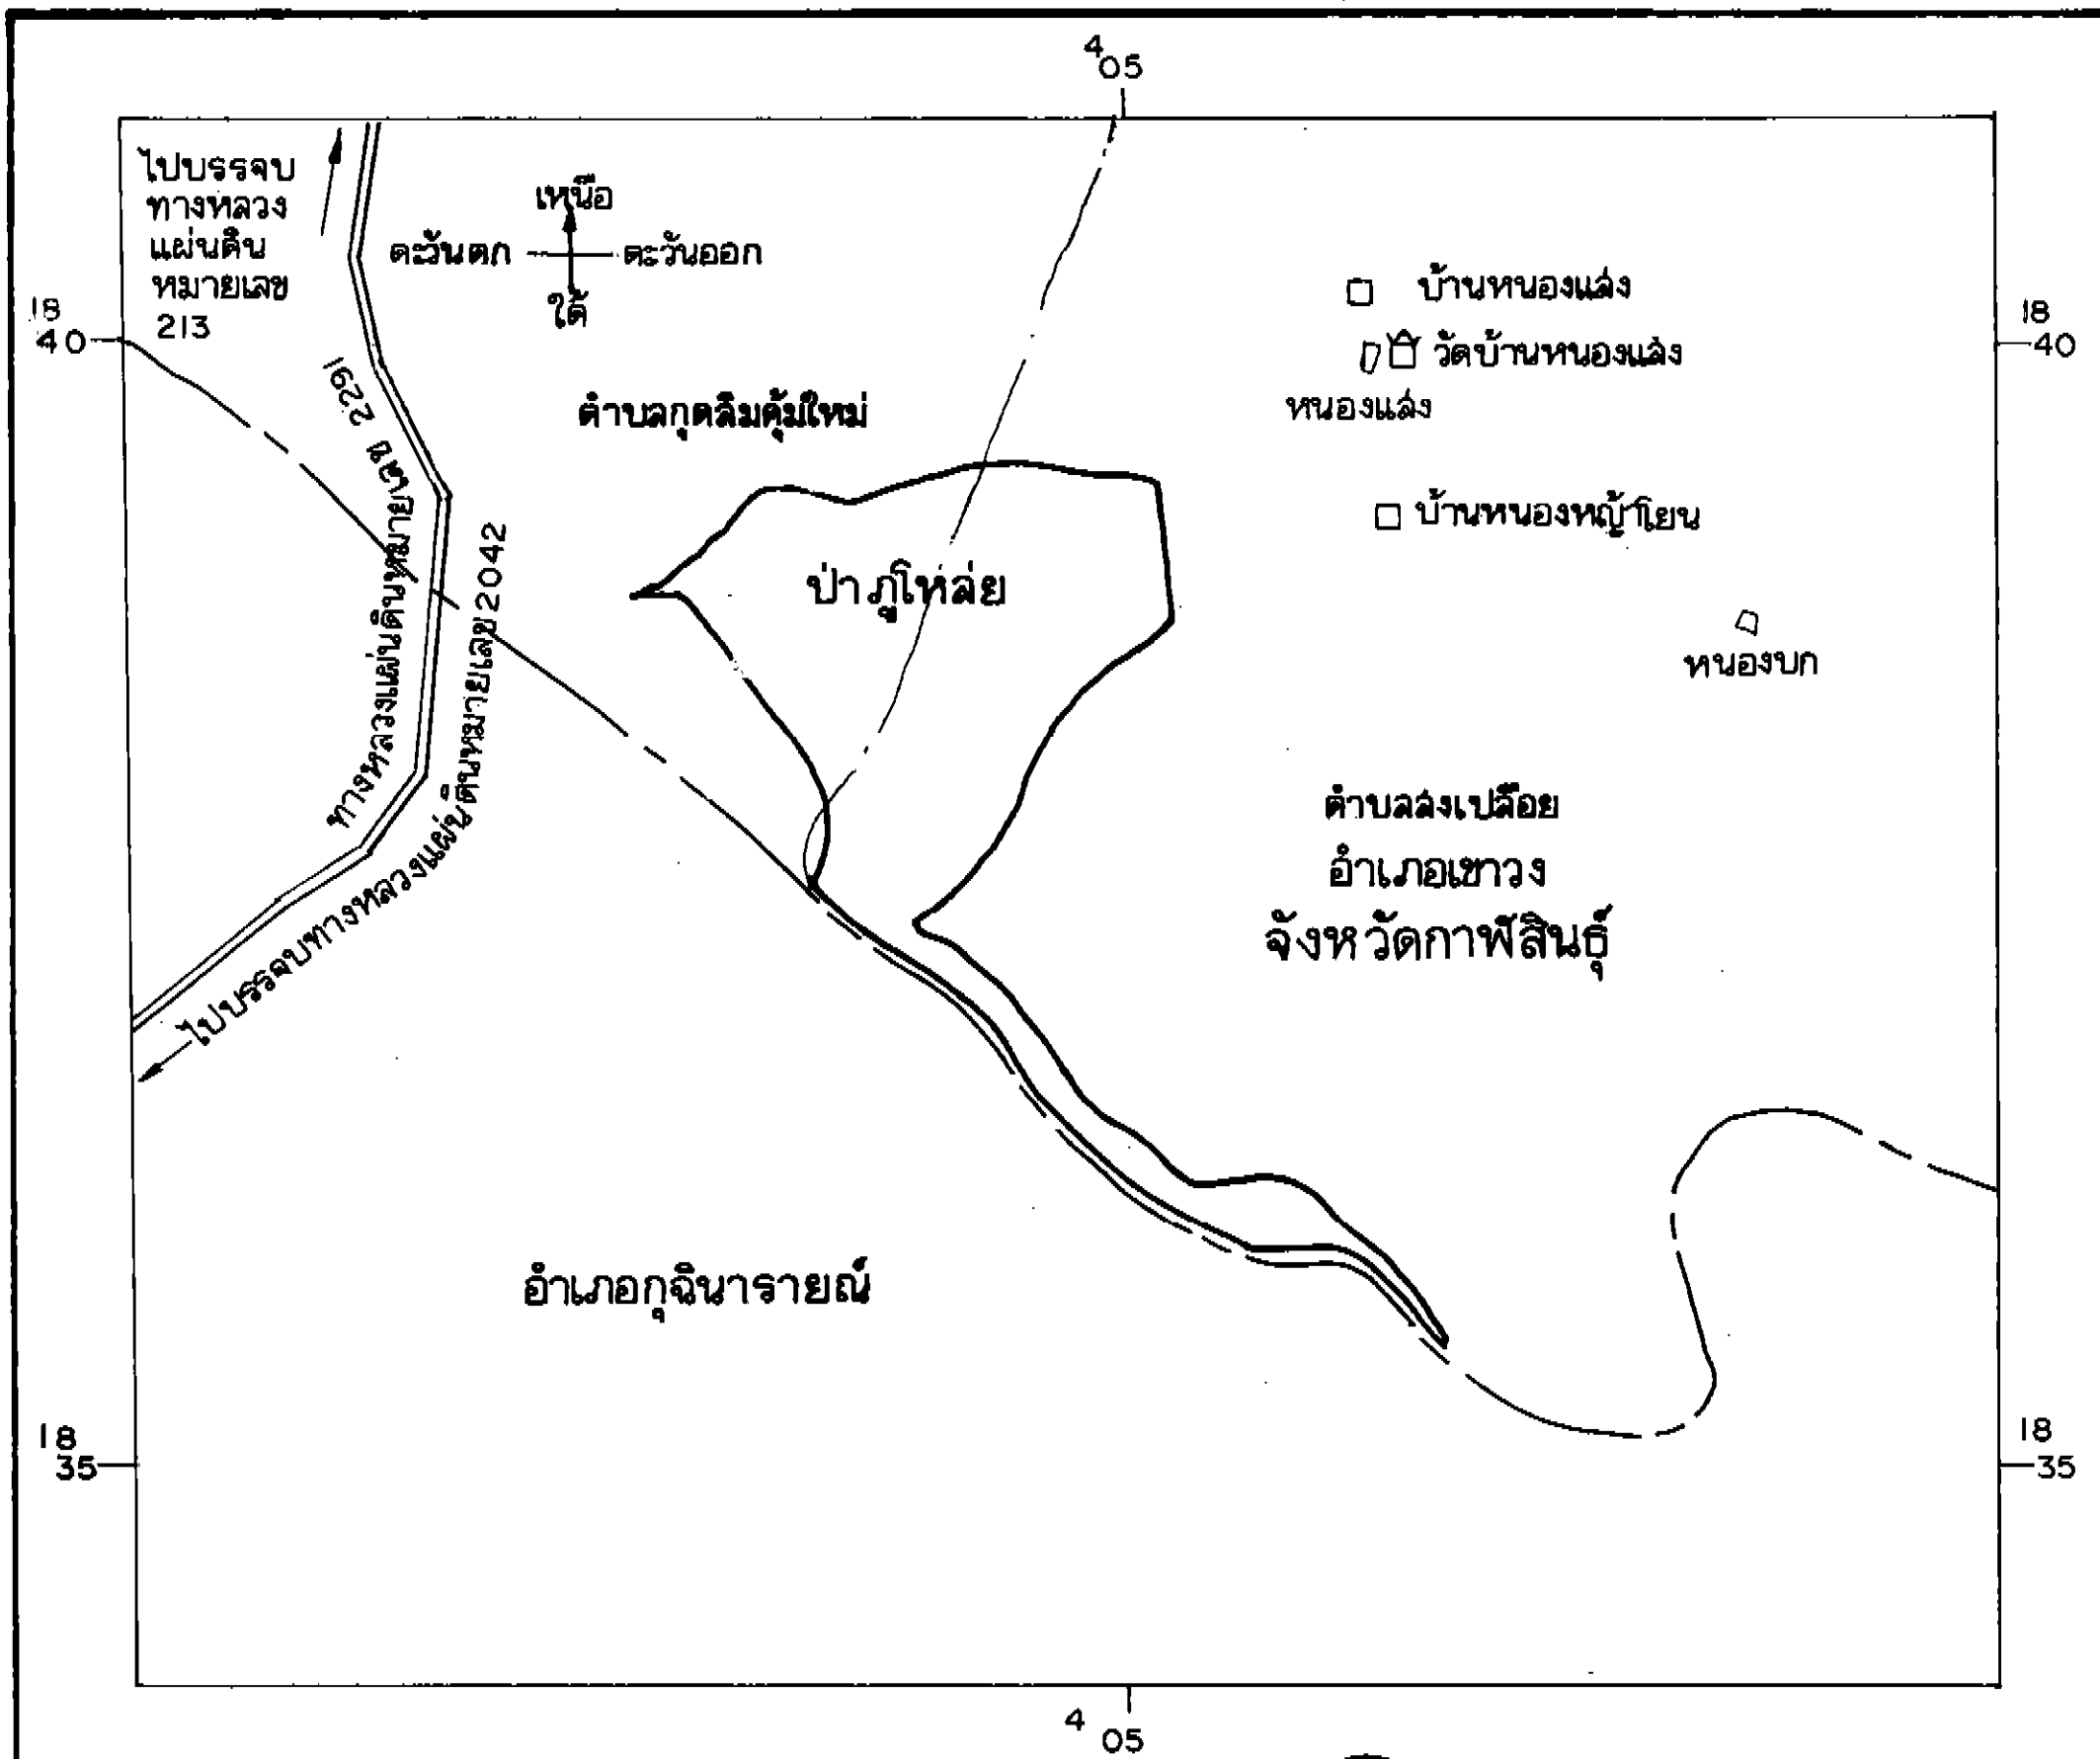 4
05
ไปบรรจบ
ทางหลวง
แผ่นดิน
หมายเลข
213
เหนือ
ตะวันตก
ตะวันออก
ใต้
18
40
18
40
บ้านหนองแสง
วัดบ้านหนองแสง
หนองแสง
ตำบลกุดสิมคุ้มใหม่
บ้านหนองหญ้าโยน
ป่าภูโหล่ย
หนองบก
ทางหลวงแผ่นดินหมายเลข 2291
ไปบรรจบทางหลวงแผ่นดินหมายเลข 2042
ตำบลสงเปลือย
อำเภอเขาวง
จังหวัดกาฬสินธุ์
อำเภอกุฉินารายณ์
18
35
18
35
4
05